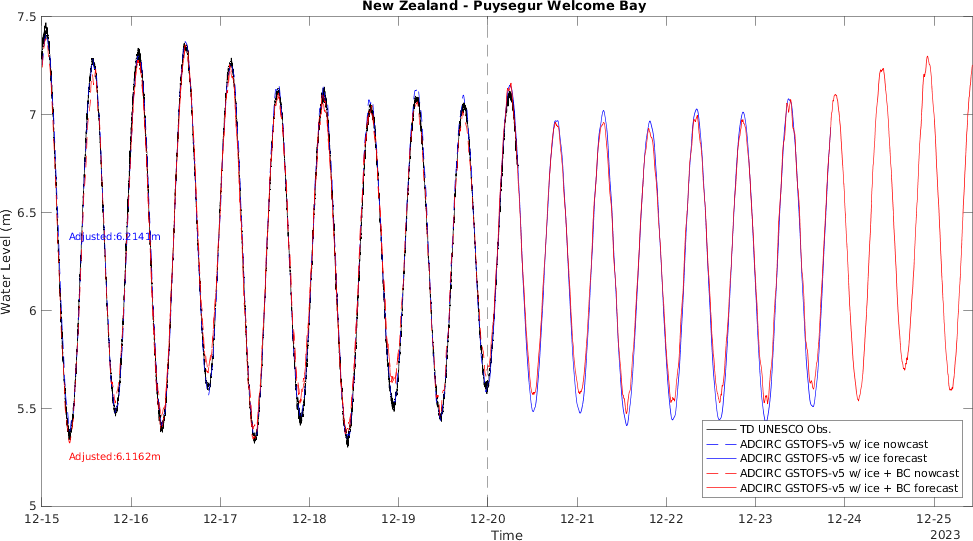 New Zealand - Puysegur Welcome Bay
7.5
7
6.5
6
5.5
5
Water Level (m)
Adjusted:6.2141m
Adjusted:6.1162m
TD UNESCO Obs.
ADCIRC GSTOFS-v5 w/ ice nowcast
ADCIRC GSTOFS-v5 w/ ice forecast
ADCIRC GSTOFS-v5 w/ ice + BC nowcast
ADCIRC GSTOFS-v5 w/ ice + BC forecast
12-15 12-16 12-17 12-18 12-19 12-20 12-21 12-22 12-23 12-24 12-25
Time
2023